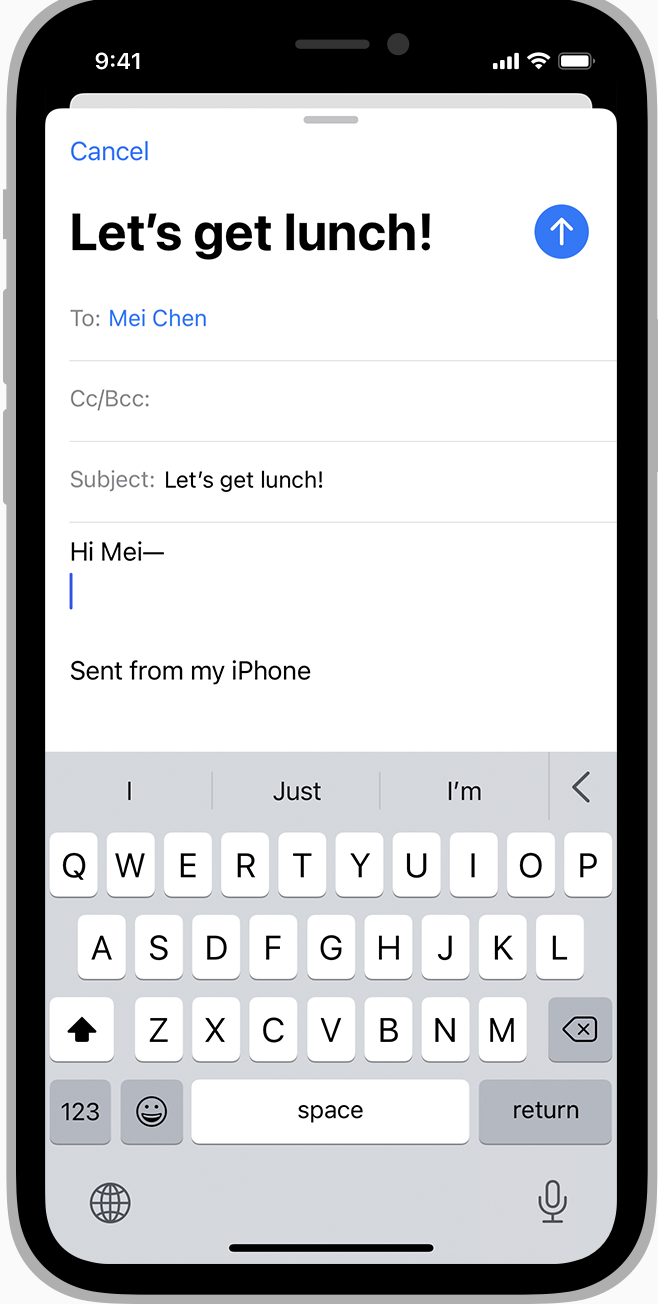 9:41
Cancel
Let’s get lunch!
To: Mei Chen
Cc/Bcc:
Subject: Let’s get lunch!
Hi Mei—
Sent from my iPhone
I Just I’m
Q W E R T Y U I O P
A S D F G H J K L
Z X C V B N M
123 space return